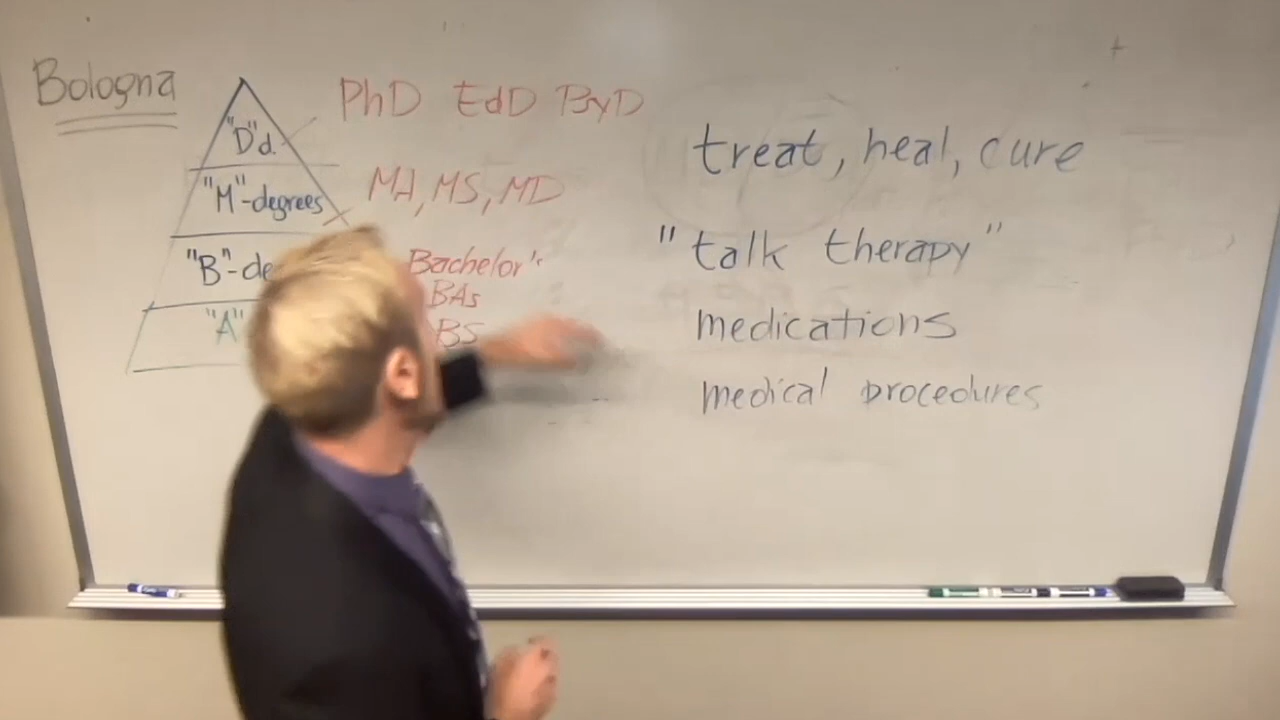 Bologna
"D"d.
"M"-degrees
"B"-de
"A"
PhD EdD PsyD
MA, MS, MD
Bachelor's
BAs
BS
treat, heal, cure
"talk therapy"
medications
medical procedures